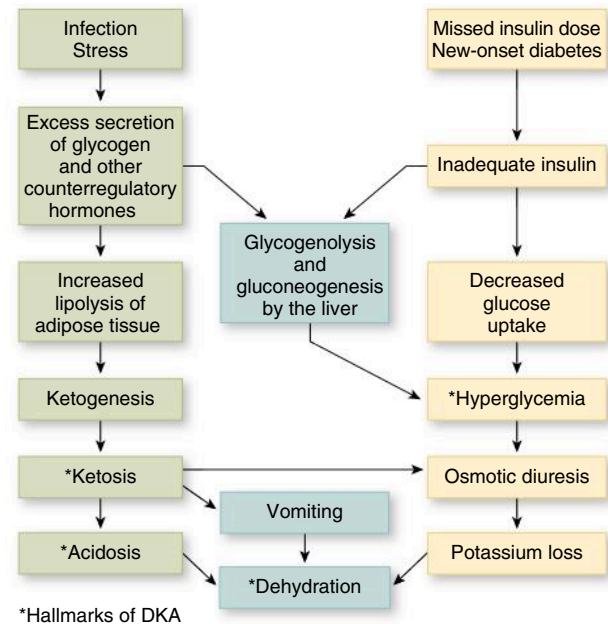 Infection
Stress
Missed insulin dose
New-onset diabetes
Excess secretion
of glycogen
and other
counterregulatory
hormones
Inadequate insulin
Glycogenolysis
and
gluconeogenesis
by the liver
Increased
lipolysis of
adipose tissue
Decreased
glucose
uptake
Ketogenesis
*Hyperglycemia
*Ketosis
Osmotic diuresis
Vomiting
*Acidosis
Potassium loss
*Dehydration
*Hallmarks of DKA